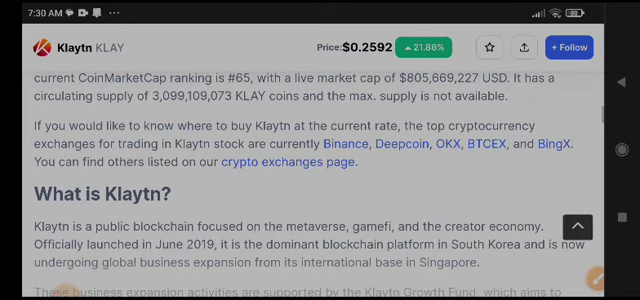 7:30 AM
Klaytn KLAY
Price: $0.2592
21.86%
+ Follow
current CoinMarketCap ranking is #65, with a live market cap of $805,669,227 USD. It has a
circulating supply of 3,099,109,073 KLAY coins and the max. supply is not available.
If you would like to know where to buy Klaytn at the current rate, the top cryptocurrency
exchanges for trading in Klaytn stock are currently Binance, Deepcoin, OKX, BTCEX, and BingX.
You can find others listed on our crypto exchanges page.
What is Klaytn?
Klaytn is a public blockchain focused on the metaverse, gamefi, and the creator economy.
Officially launched in June 2019, it is the dominant blockchain platform in South Korea and is now
undergoing global business expansion from its international base in Singapore.
These business expansion activities are supported by the Klaytn Growth Fund, which aims to